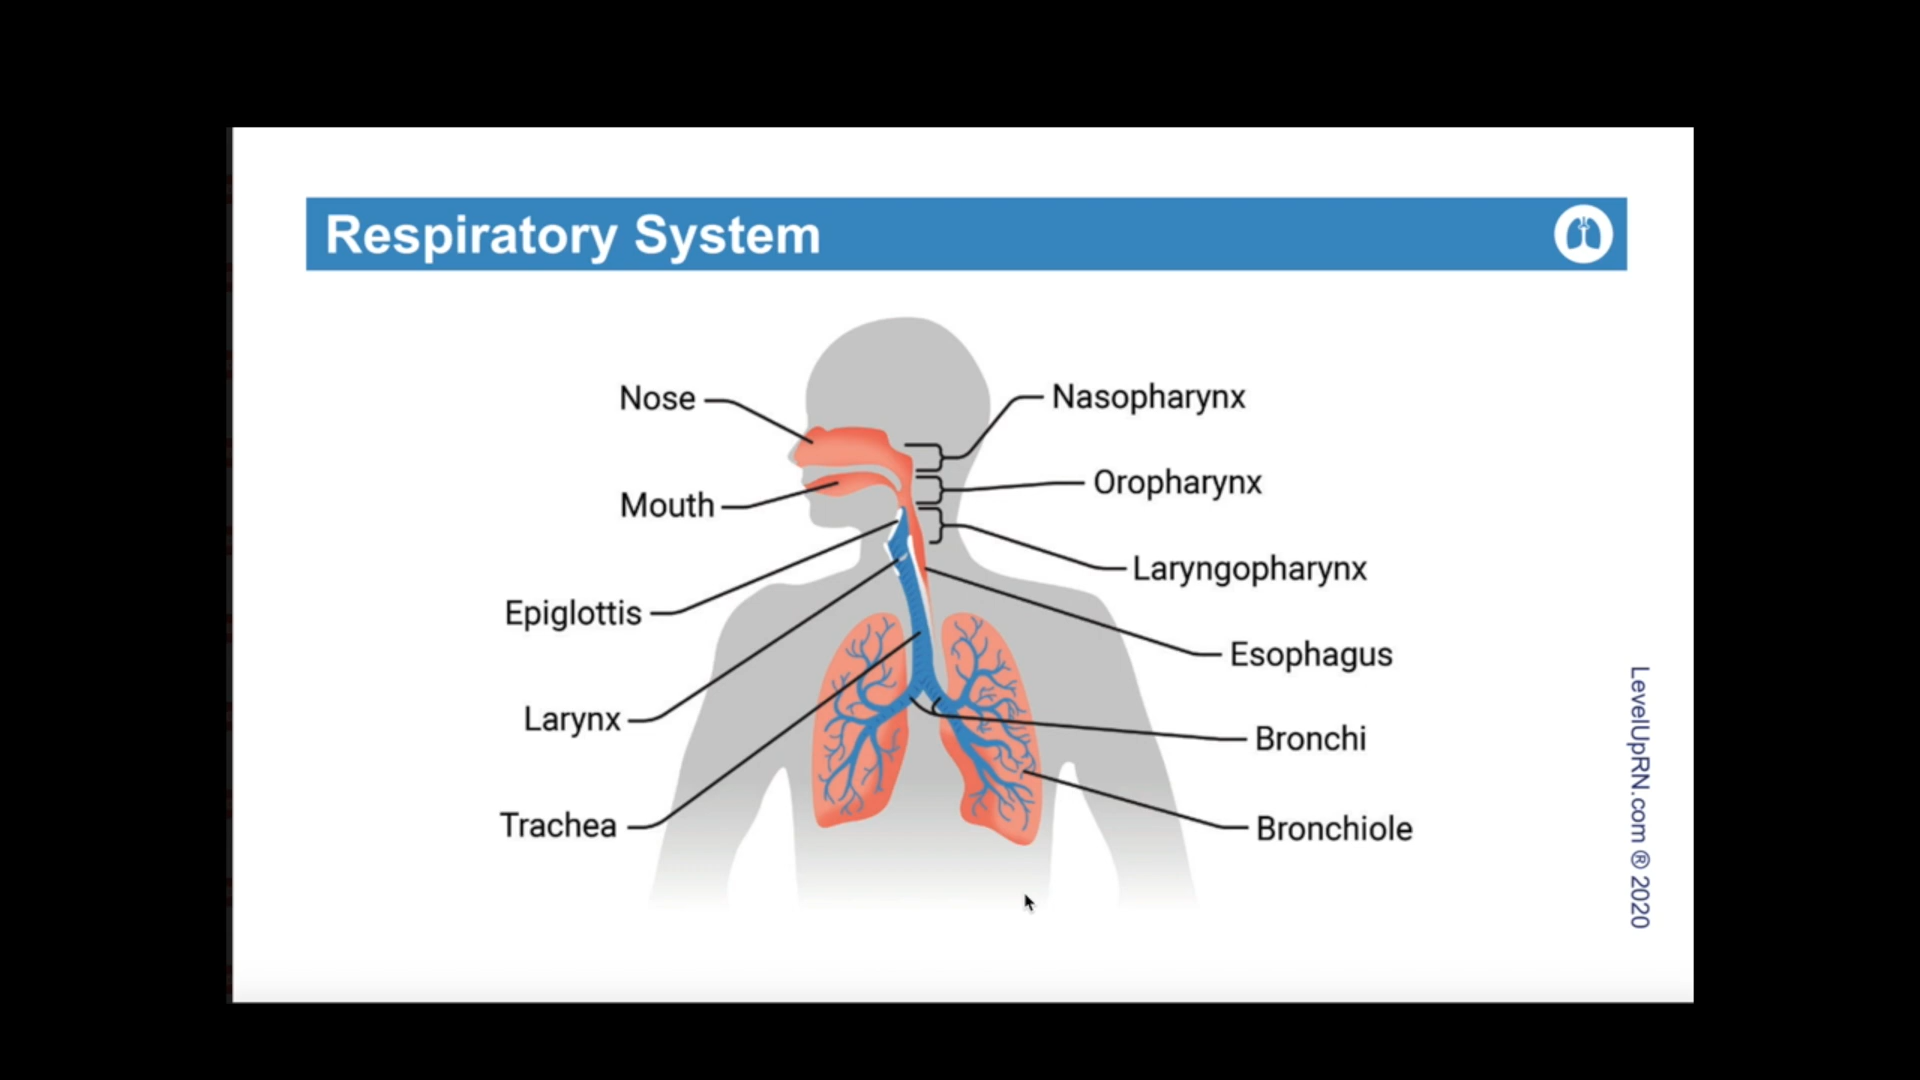 Respiratory System
Nose
Nasopharynx
Mouth
Oropharynx
Epiglottis
Laryngopharynx
Larynx
Esophagus
Trachea
Bronchi
Bronchiole
LevelUpRN.com ® 2020